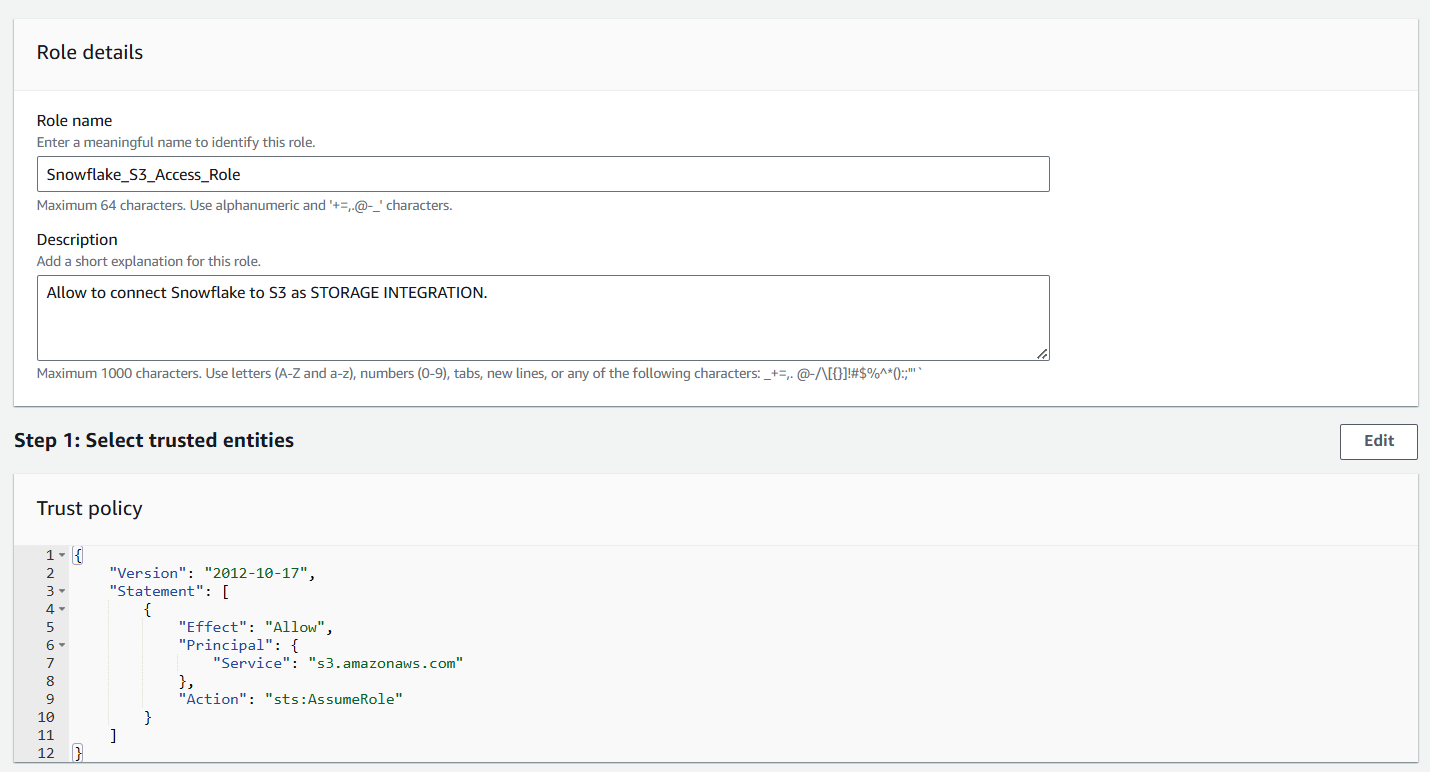 Role details
Role name
Enter a meaningful name to identify this role.
Snowflake_S3_Access_Role
Maximum 64 characters. Use alphanumeric and '+=,.@-_' characters.
Description
Add a short explanation for this role.
Allow to connect Snowflake to S3 as STORAGE INTEGRATION.
Maximum 1000 characters. Use letters (A-Z and a-z), numbers (0-9), tabs, new lines, or any of the following characters: _+=,. @-/\[{}]!#$%^*():;"'`
Step 1: Select trusted entities
Edit
Trust policy
1 {
2 "Version": "2012-10-17",
3 "Statement": [
4 {
5 "Effect": "Allow",
6 "Principal": {
7 "Service": "s3.amazonaws.com"
8 },
9 "Action": "sts:AssumeRole"
10 }
11 ]
12 }